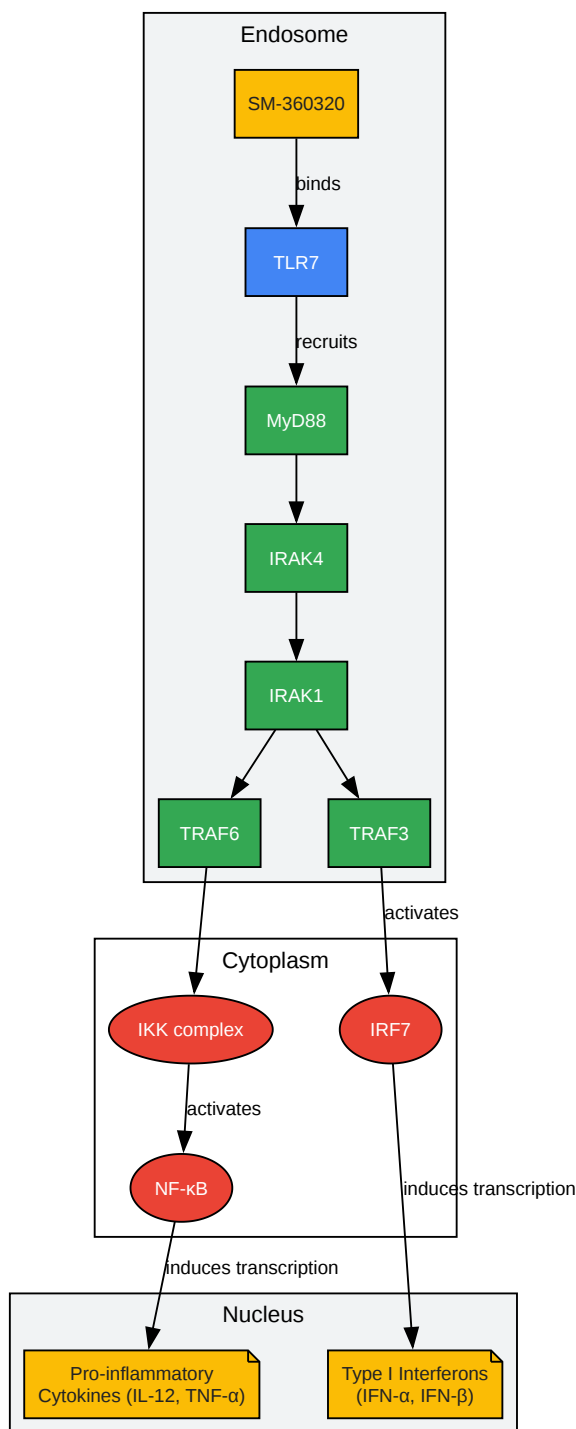 Endosome
SM-360320
binds
TLR7
recruits
MyD88
IRAK4
IRAK1
TRAF6
TRAF3
activates
Cytoplasm
IKK complex
IRF7
activates
NF-κB
induces transcription
induces transcription
Nucleus
Pro-inflammatory
Cytokines (IL-12, TNF-α)
Type I Interferons
(IFN-α, IFN-β)